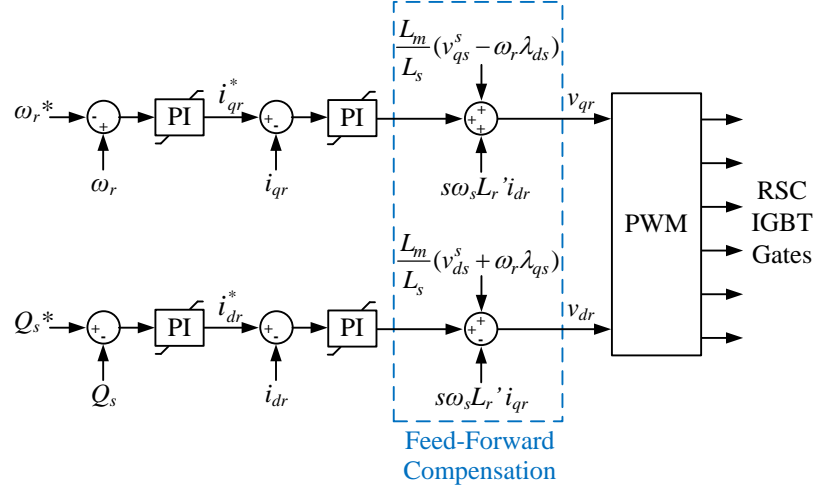 L_m/L_s (v_qs^s − ω_r λ_ds)
ω_r*
-
+
PI
i_qr^*
+
-
PI
+
+
+
v_qr
ω_r
i_qr
sω_s L_r' i_dr
PWM
RSC
IGBT
Gates
L_m/L_s (v_ds^s + ω_r λ_qs)
Q_s*
+
-
PI
i_dr^*
+
-
PI
+
+
-
v_dr
Q_s
i_dr
sω_s L_r' i_qr
Feed-Forward
Compensation